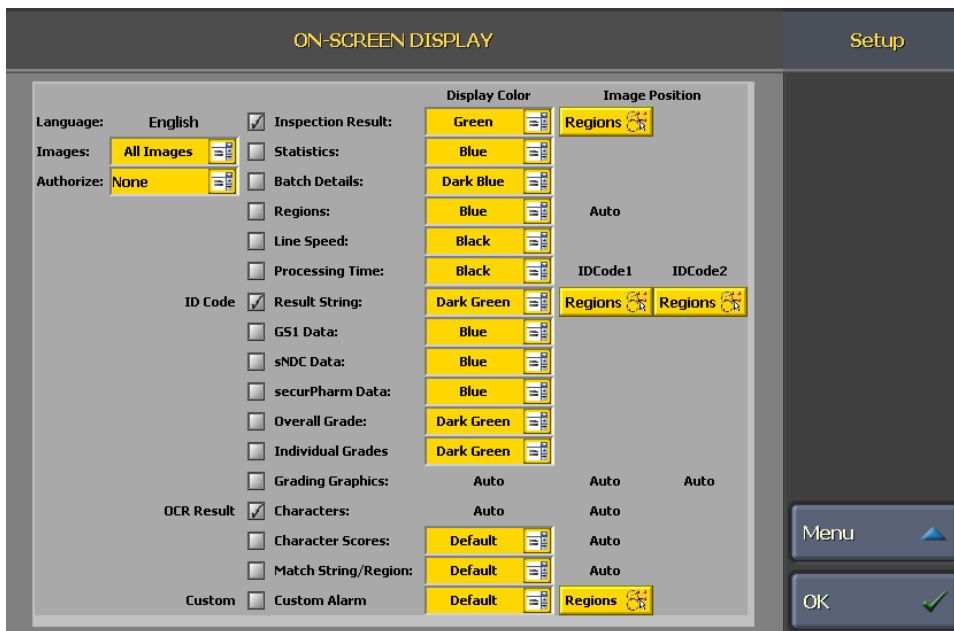 ON-SCREEN DISPLAY Setup
Display Color Image Position
Language: English Inspection Result: Green Regions
Images: All Images Statistics: Blue
Authorize: None Batch Details: Dark Blue
Regions: Blue Auto
Line Speed: Black
Processing Time: Black IDCode1 IDCode2
ID Code Result String: Dark Green Regions Regions
GS1 Data: Blue
sNDC Data: Blue
securPharm Data: Blue
Overall Grade: Dark Green
Individual Grades Dark Green
Grading Graphics: Auto Auto Auto
OCR Result Characters: Auto Auto
Character Scores: Default Auto
Match String/Region: Default Auto
Custom Custom Alarm Default Regions
Menu
OK